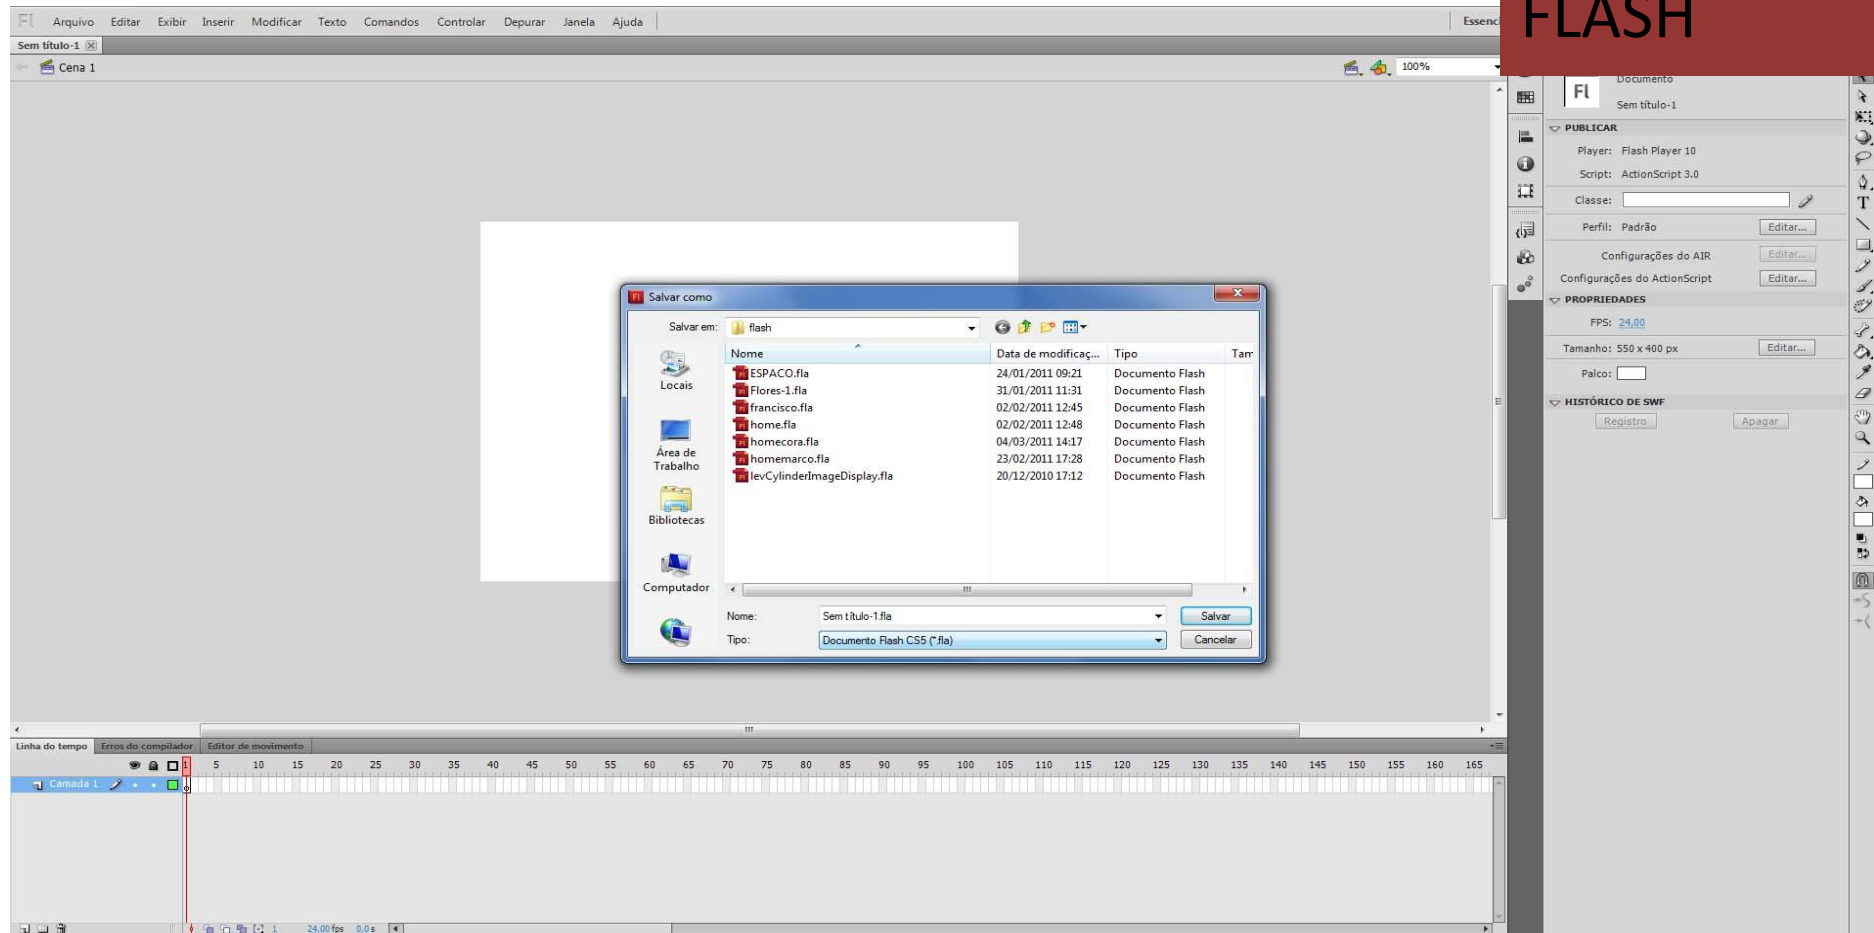 FLASH
Fl Arquivo Editar Exibir Inserir Modificar Texto Comandos Controlar Depurar Janela Ajuda
Sem título-1
Cena 1
100%
Fl
Documento
Sem título-1
PUBLICAR
Player: Flash Player 10
Script: ActionScript 3.0
Classe:
Perfil: Padrão Editar...
Configurações do AIR Editar...
Configurações do ActionScript Editar...
PROPRIEDADES
FPS: 24,00
Tamanho: 550 x 400 px Editar...
Palco:
HISTÓRICO DE SWF
Registro Apagar
T
Fl Salvar como
Salvar em: flash
Locais
Área de
Trabalho
Bibliotecas
Computador
Nome Data de modificaç... Tipo Tam
ESPACO.fla 24/01/2011 09:21 Documento Flash
Flores-1.fla 31/01/2011 11:31 Documento Flash
francisco.fla 02/02/2011 12:45 Documento Flash
home.fla 02/02/2011 12:48 Documento Flash
homecora.fla 04/03/2011 14:17 Documento Flash
homemarco.fla 23/02/2011 17:28 Documento Flash
levCylinderImageDisplay.fla 20/12/2010 17:12 Documento Flash
Nome: Sem título-1.fla Salvar
Tipo: Documento Flash CS5 (*.fla) Cancelar
Linha do tempo Erros do compilador Editor de movimento
1 5 10 15 20 25 30 35 40 45 50 55 60 65 70 75 80 85 90 95 100 105 110 115 120 125 130 135 140 145 150 155 160 165
Camada 1
1 24,00 fps 0,0 s